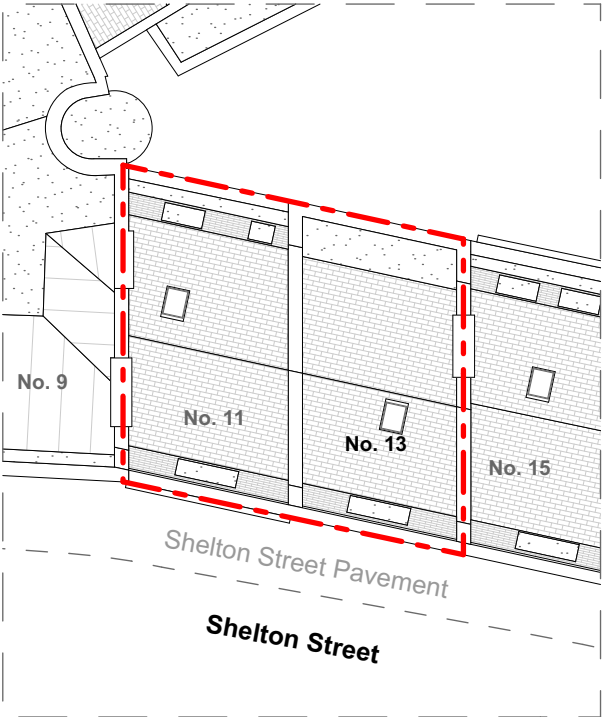 No. 9
No. 11
No. 13
No. 15
Shelton Street Pavement
Shelton Street